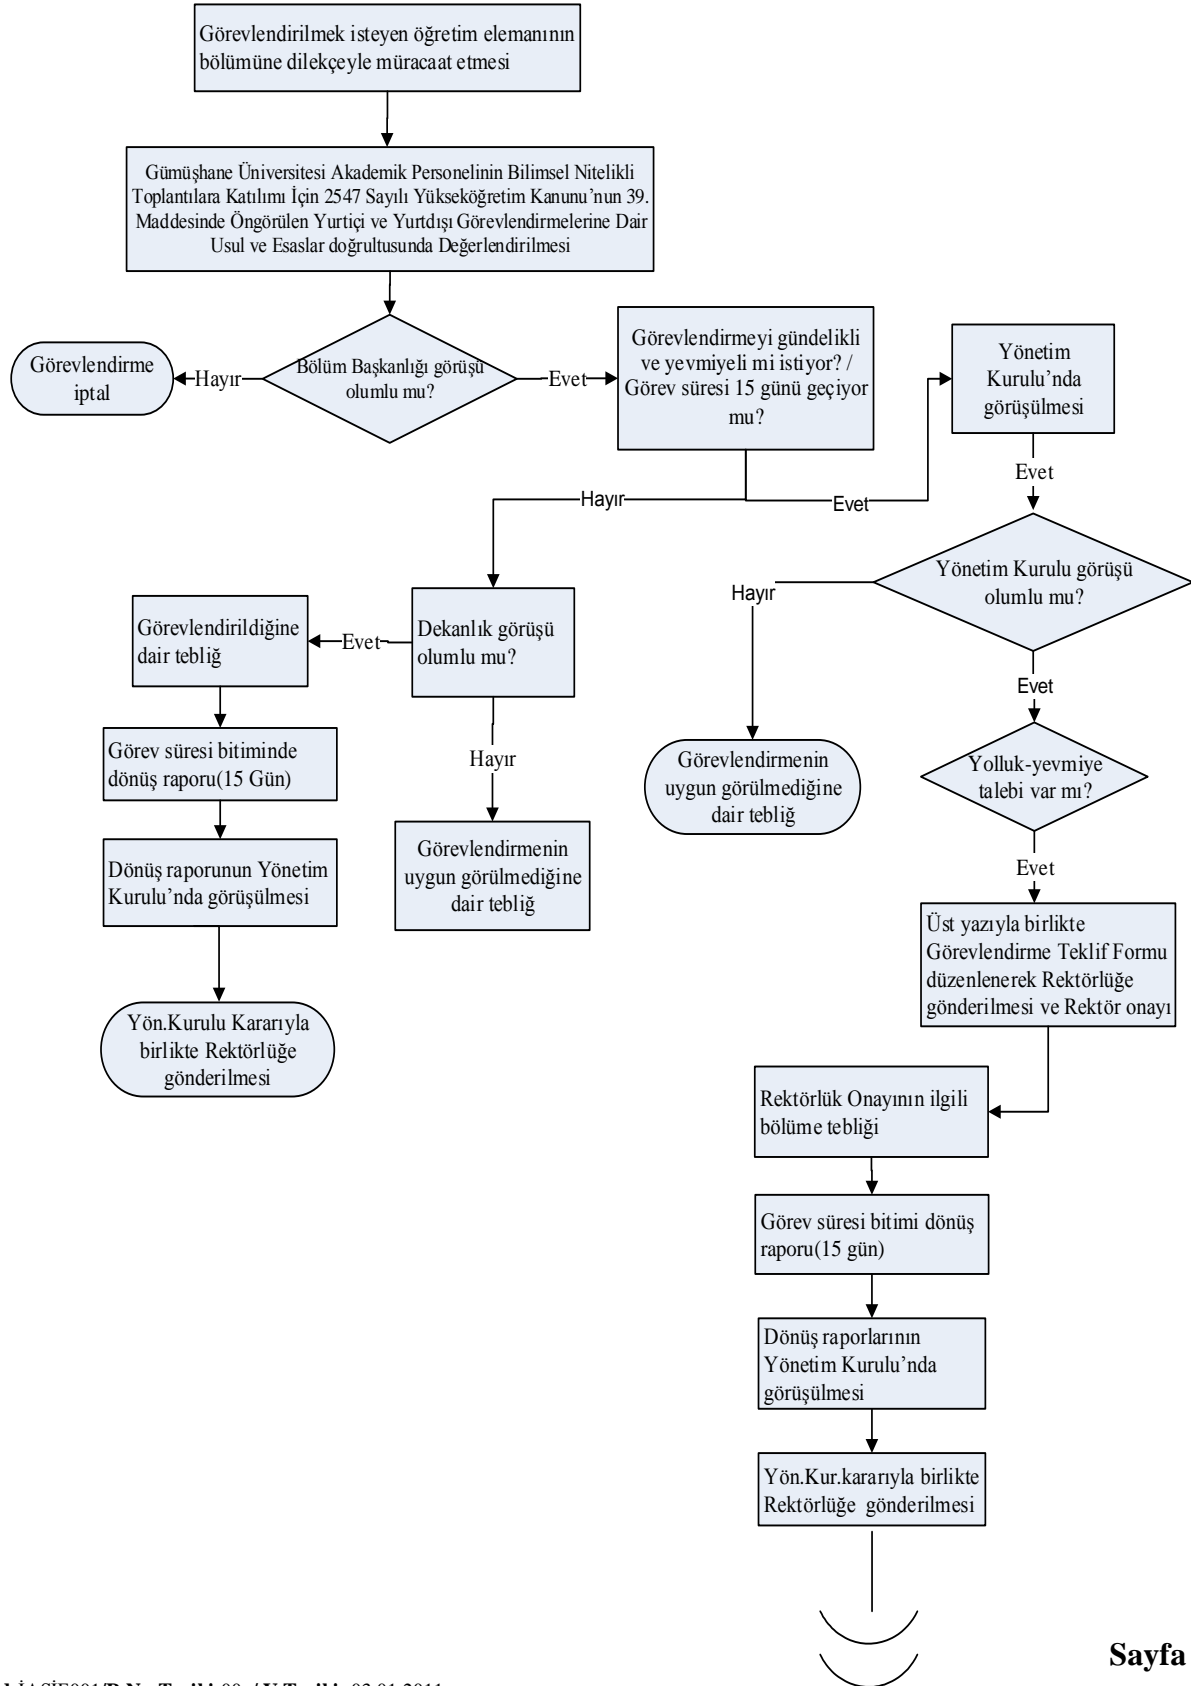 Görevlendirilmek isteyen öğretim elemanının
bölümüne dilekçeyle müracaat etmesi
Gümüşhane Üniversitesi Akademik Personelinin Bilimsel Nitelikli
Toplantılara Katılımı İçin 2547 Sayılı Yükseköğretim Kanunu’nun 39.
Maddesinde Öngörülen Yurtiçi ve Yurtdışı Görevlendirmelerine Dair
Usul ve Esaslar doğrultusunda Değerlendirilmesi
Görevlendirme
iptal
Hayır
Bölüm Başkanlığı görüşü
olumlu mu?
Evet
Görevlendirmeyi gündelikli
ve yevmiyeli mi istiyor? /
Görev süresi 15 günü geçiyor
mu?
Yönetim
Kurulu’nda
görüşülmesi
Evet
Hayır
Evet
Yönetim Kurulu görüşü
olumlu mu?
Hayır
Görevlendirildiğine
dair tebliğ
Evet
Dekanlık görüşü
olumlu mu?
Evet
Görev süresi bitiminde
dönüş raporu(15 Gün)
Hayır
Görevlendirmenin
uygun görülmediğine
dair tebliğ
Yolluk-yevmiye
talebi var mı?
Dönüş raporunun Yönetim
Kurulu’nda görüşülmesi
Görevlendirmenin
uygun görülmediğine
dair tebliğ
Evet
Üst yazıyla birlikte
Görevlendirme Teklif Formu
düzenlenerek Rektörlüğe
gönderilmesi ve Rektör onayı
Yön.Kurulu Kararıyla
birlikte Rektörlüğe
gönderilmesi
Rektörlük Onayının ilgili
bölüme tebliği
Görev süresi bitimi dönüş
raporu(15 gün)
Dönüş raporlarının
Yönetim Kurulu’nda
görüşülmesi
Yön.Kur.kararıyla birlikte
Rektörlüğe gönderilmesi
Sayfa